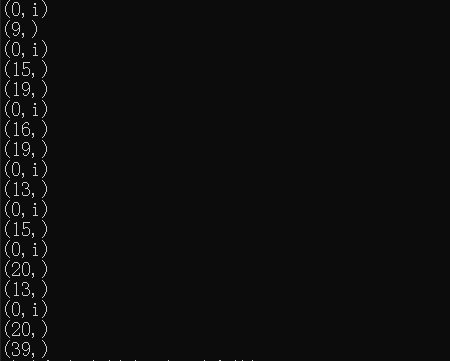 (0,i)
(9,)
(0,i)
(15,)
(19,)
(0,i)
(16,)
(19,)
(0,i)
(13,)
(0,i)
(15,)
(0,i)
(20,)
(13,)
(0,i)
(20,)
(39,)